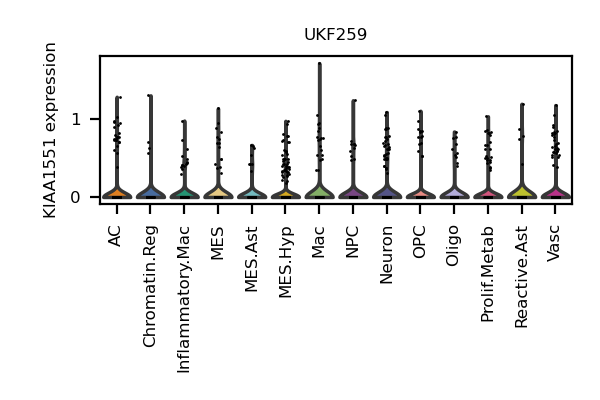 UKF259
KIAA1551 expression
1
0
AC
Chromatin.Reg
Inflammatory.Mac
MES
MES.Ast
MES.Hyp
Mac
NPC
Neuron
OPC
Oligo
Prolif.Metab
Reactive.Ast
Vasc